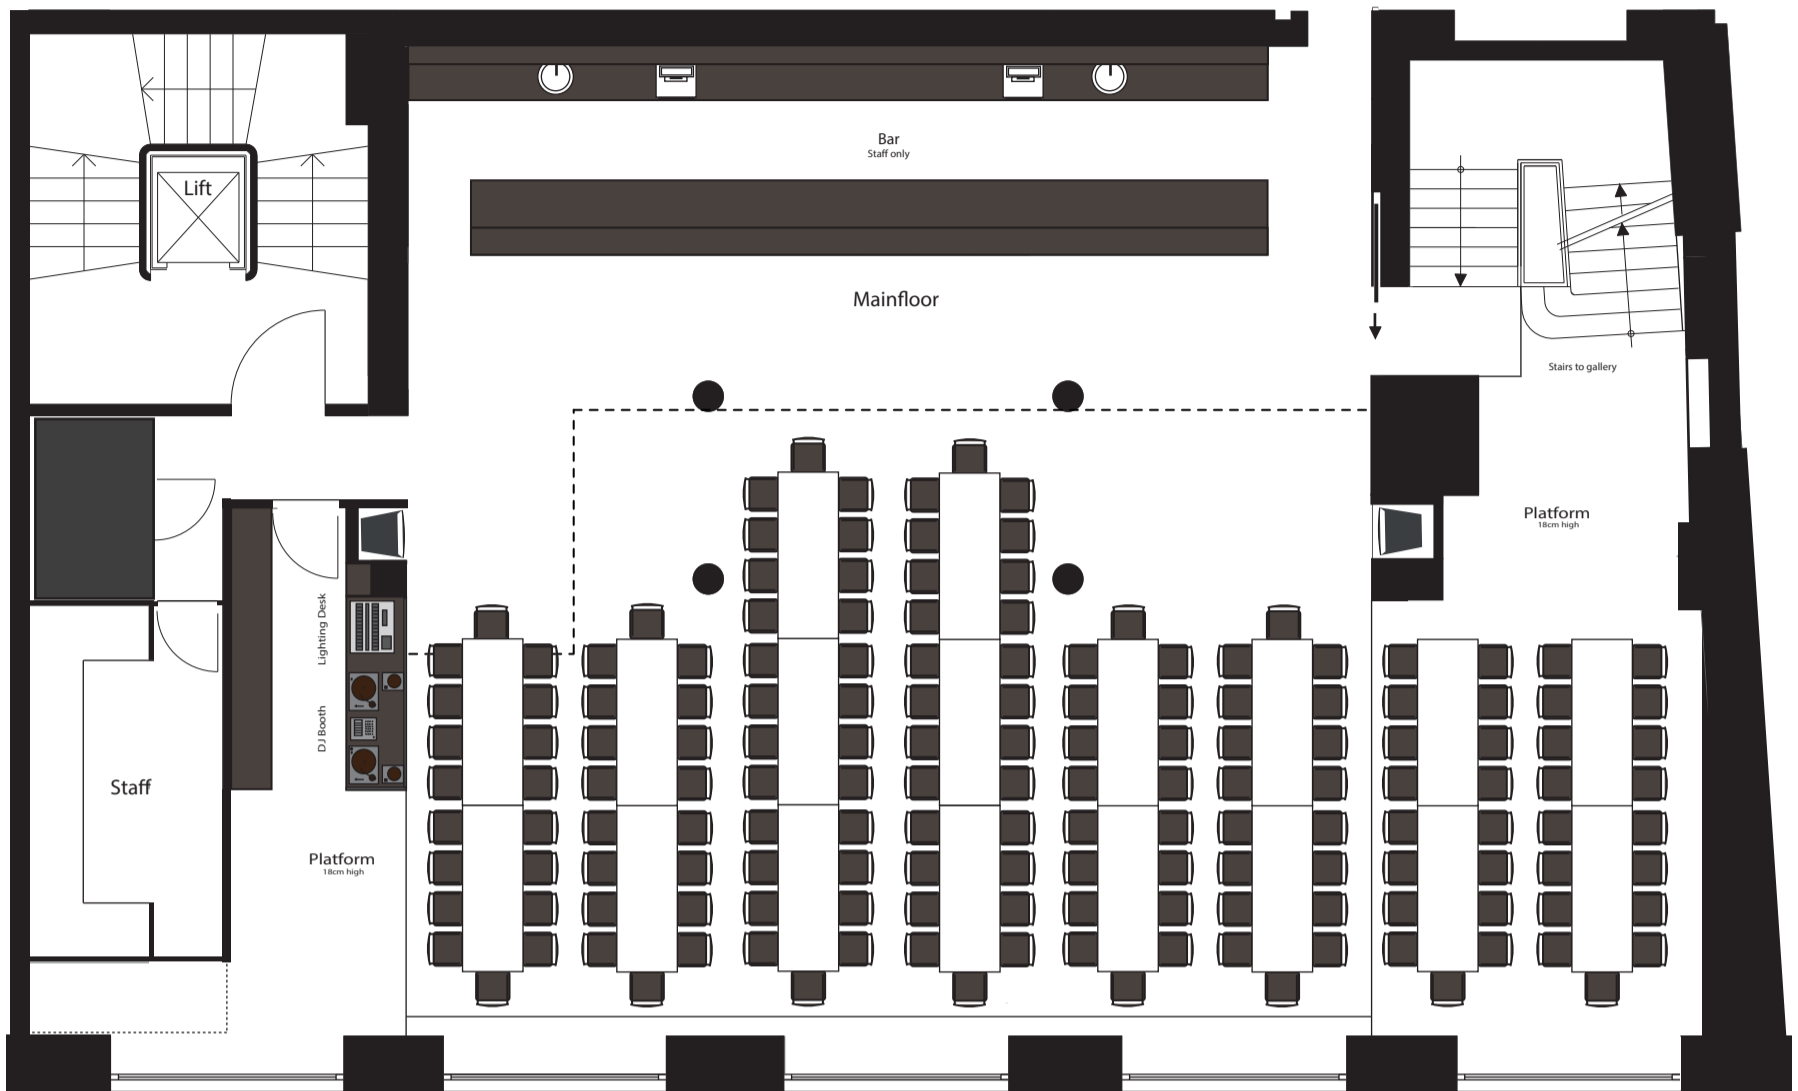 Lift
Bar
Staff only
Mainfloor
Stairs to gallery
Platform
18cm high
Lighting Desk
DJ Booth
Staff
Platform
18cm high